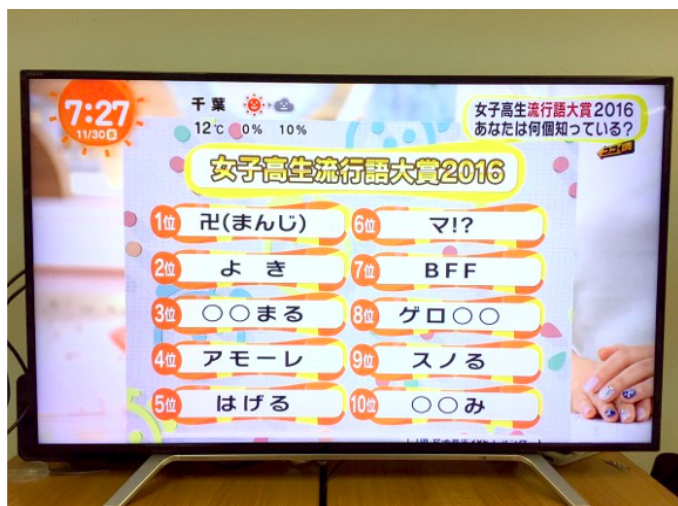 7:27
11/30 水
千葉
12℃ 0% 10%
女子高生流行語大賞2016
あなたは何個知っている?
女子高生流行語大賞2016
1位 卍(まんじ)
2位 よき
3位 ○○まる
4位 アモーレ
5位 はげる
6位 マ!?
7位 BFF
8位 ゲロ○○
9位 スノる
10位 ○○み